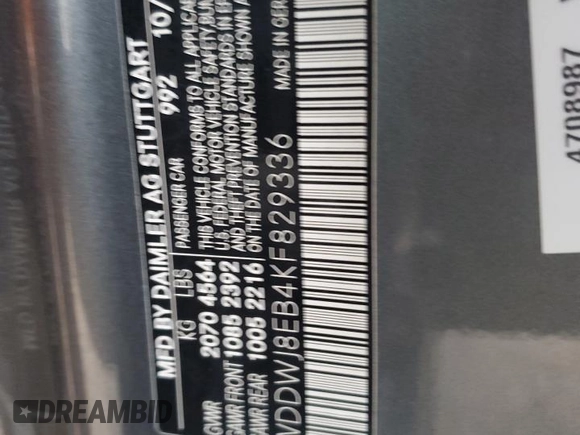 MFD BY DAIMLER AG STUTTGART
992 10/
KG LBS PASSENGER CAR
GVWR 2070 4564 THIS VEHICLE CONFORMS TO ALL APPLICABLE
GAWR FRONT 1085 2392 U.S. FEDERAL MOTOR VEHICLE SAFETY BUM
GAWR REAR 1005 2216 AND THEFT PREVENTION STANDARDS IN
DATE OF MANUFACTURE SHOWN A
WDDWJ8EB4KF829336 MADE IN GER
4708987
DREAMBID